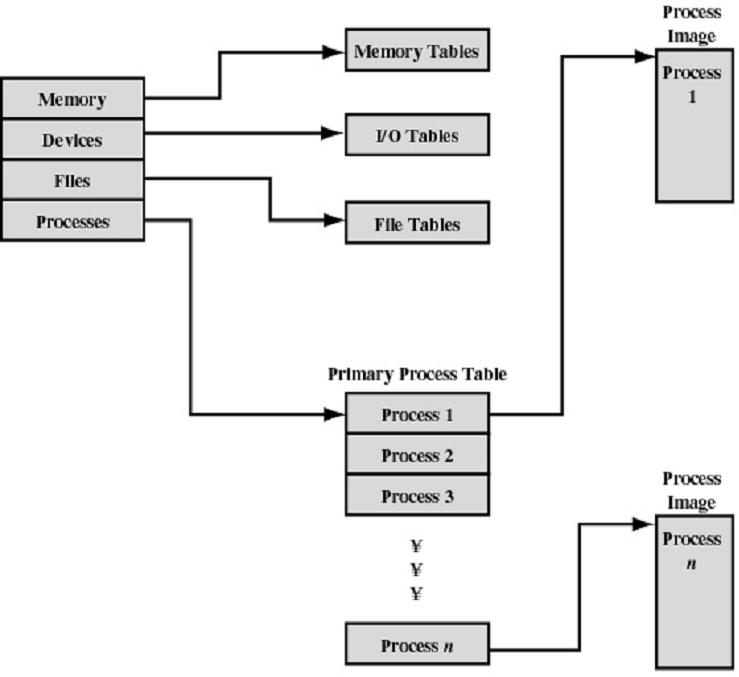 Memory
Devices
Files
Processes
Memory Tables
I/O Tables
File Tables
Primary Process Table
Process 1
Process 2
Process 3
¥
¥
¥
Process n
Process
Image
Process
1
Process
Image
Process
n